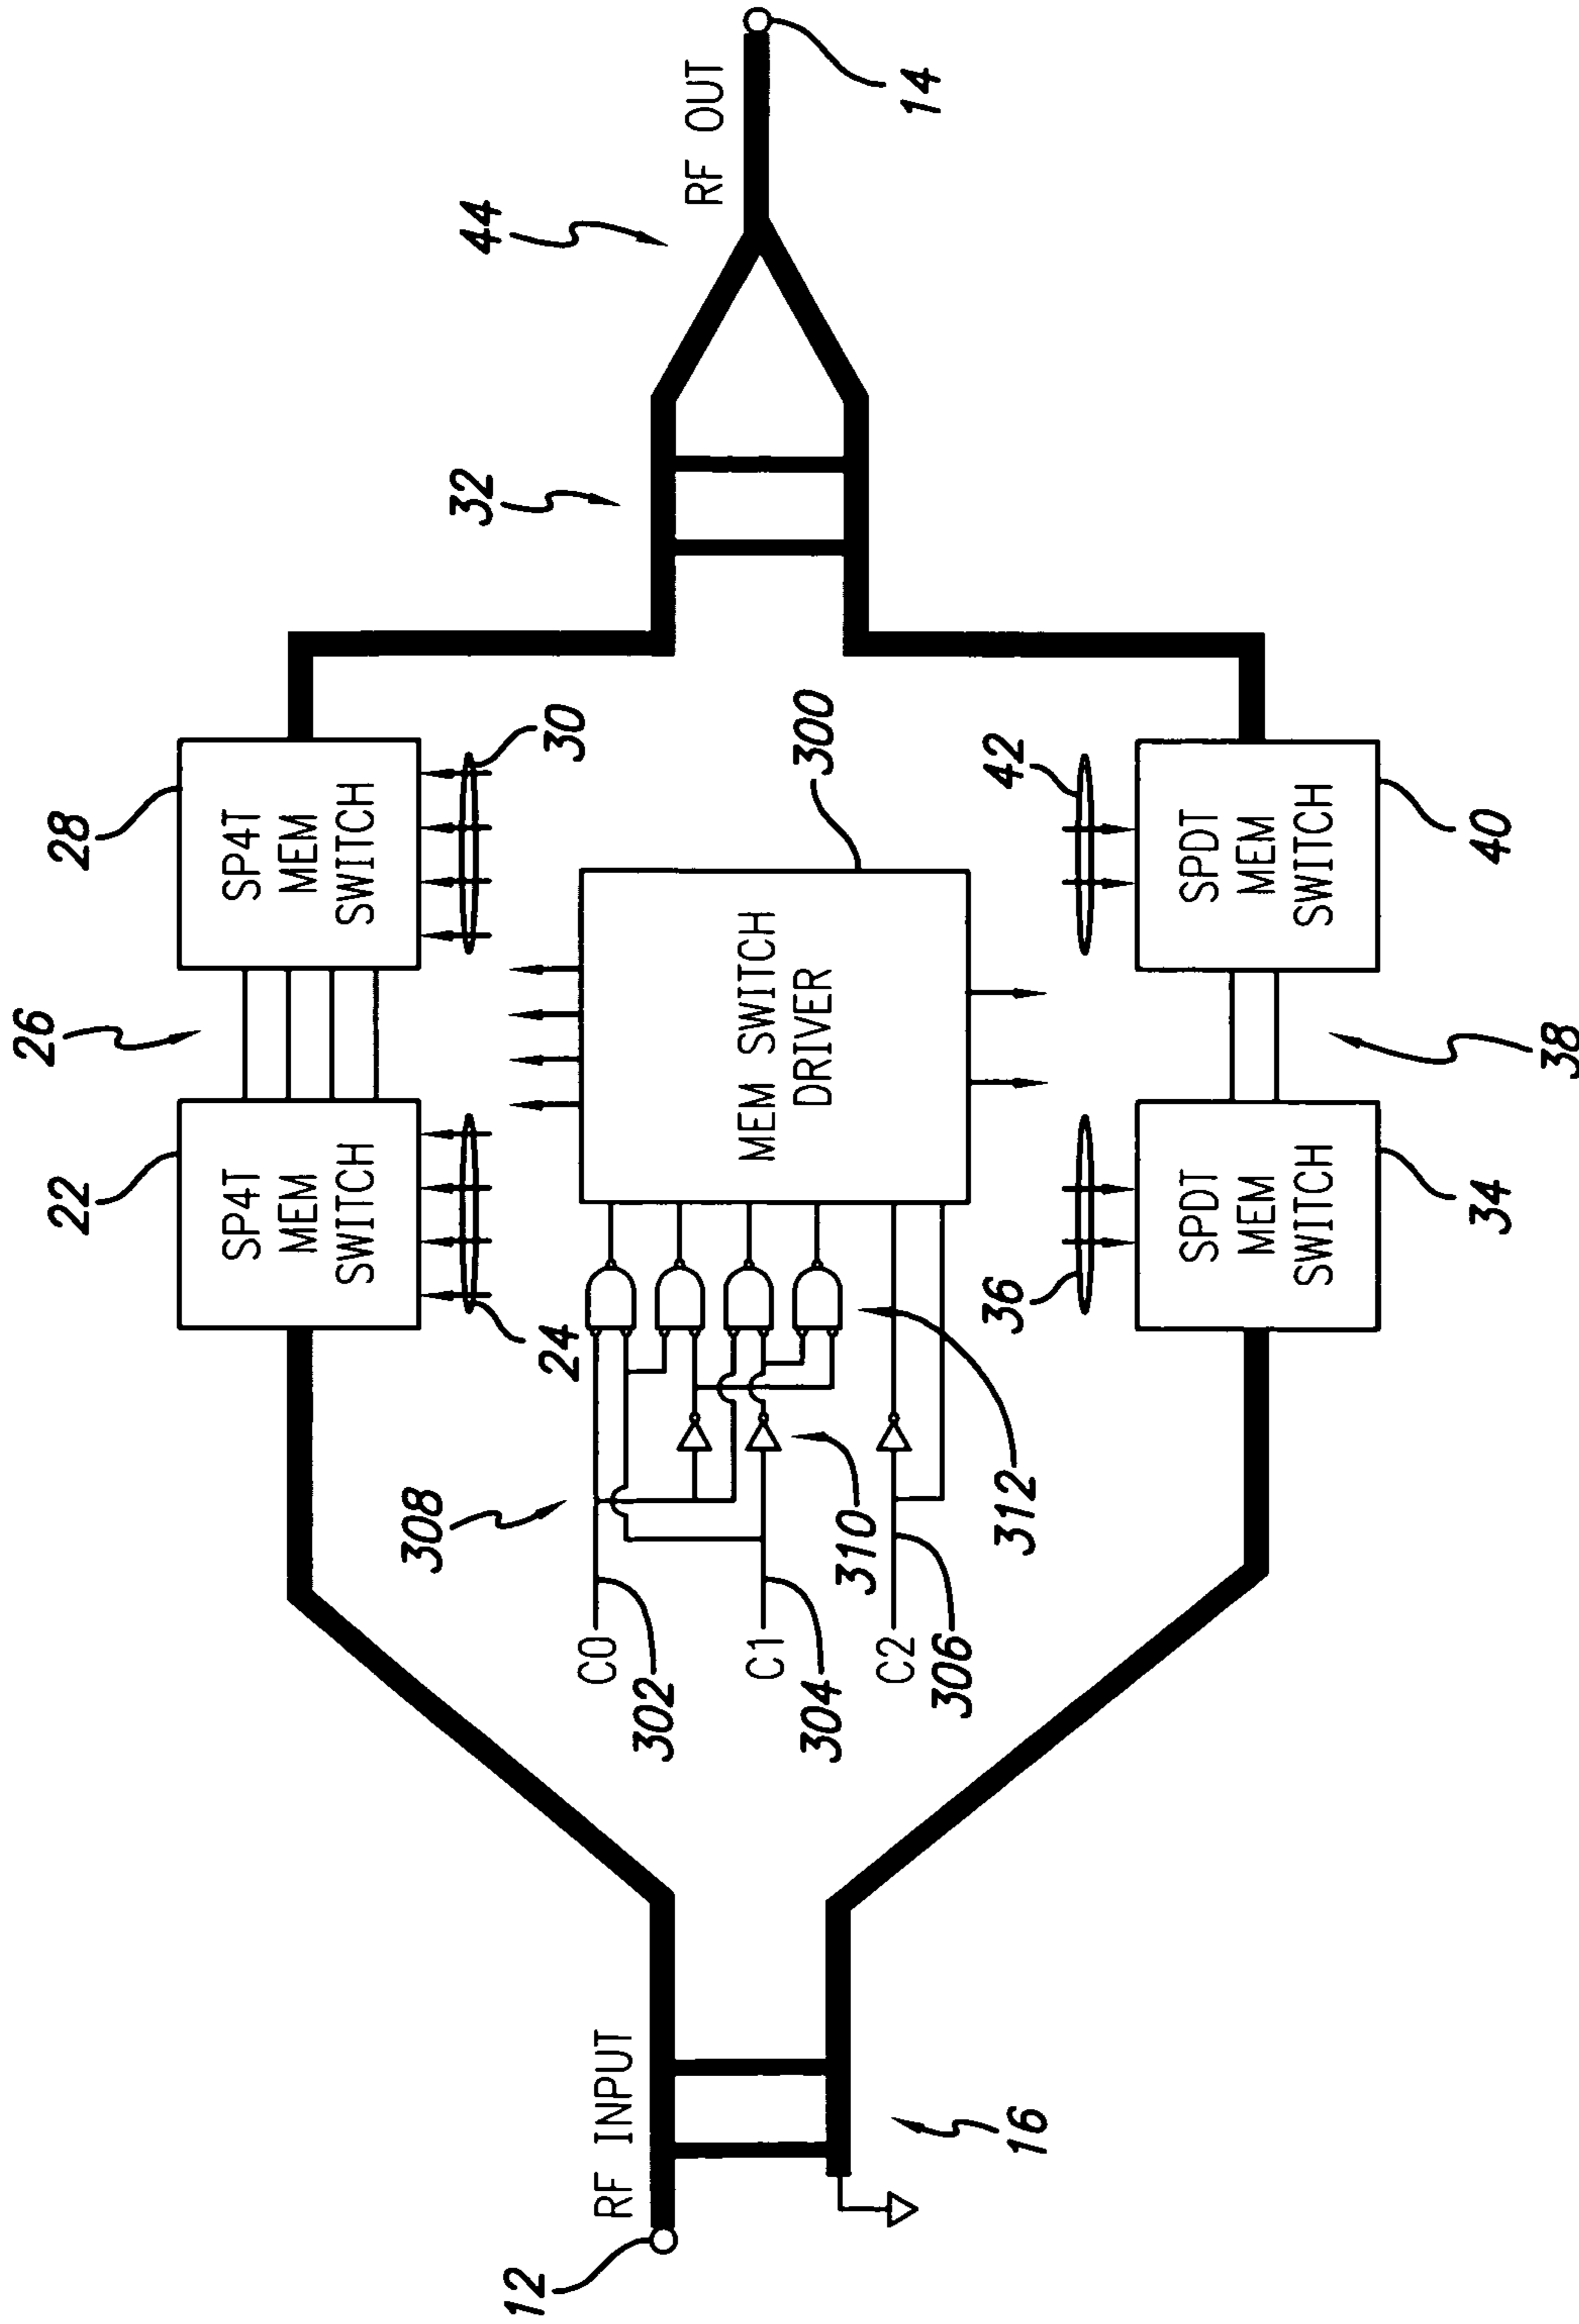 26
22
28
SP4T
MEM
SWITCH
SP4T
MEM
SWITCH
24
30
32
44
308
RF INPUT
12
16
C0
302
C1
304
C2
306
310
312
MEM SWITCH
DRIVER
300
RF OUT
14
36
42
SPDT
MEM
SWITCH
SPDT
MEM
SWITCH
34
40
38